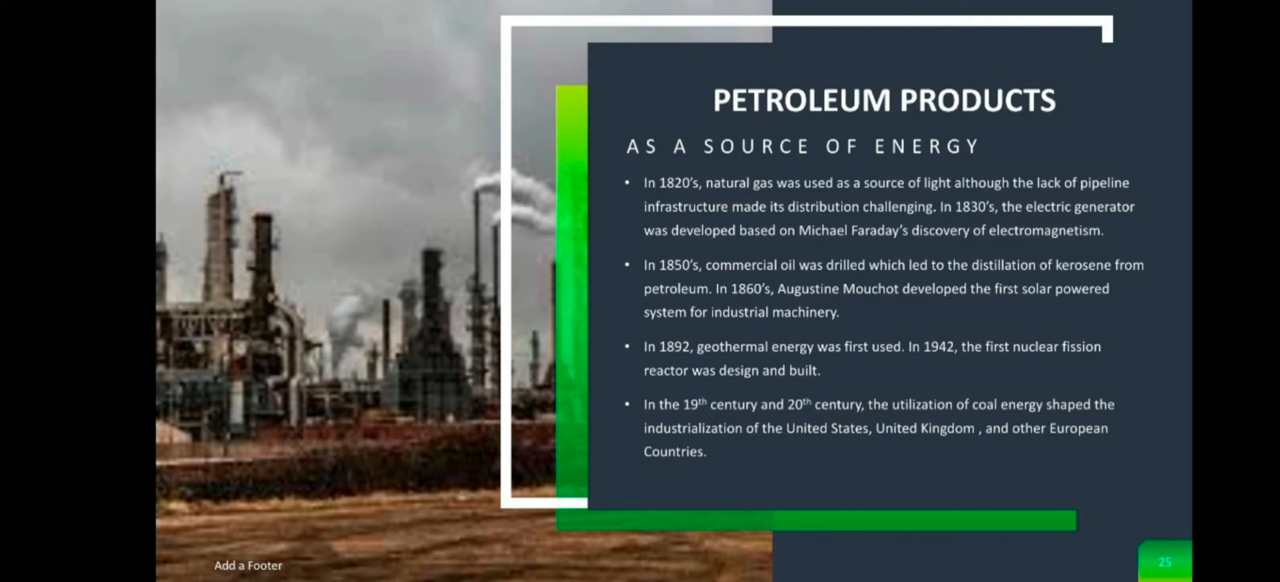 PETROLEUM PRODUCTS
AS A SOURCE OF ENERGY
• In 1820’s, natural gas was used as a source of light although the lack of pipeline
infrastructure made its distribution challenging. In 1830’s, the electric generator
was developed based on Michael Faraday’s discovery of electromagnetism.
• In 1850’s, commercial oil was drilled which led to the distillation of kerosene from
petroleum. In 1860’s, Augustine Mouchot developed the first solar powered
system for industrial machinery.
• In 1892, geothermal energy was first used. In 1942, the first nuclear fission
reactor was design and built.
• In the 19th century and 20th century, the utilization of coal energy shaped the
industrialization of the United States, United Kingdom , and other European
Countries.
Add a Footer
25